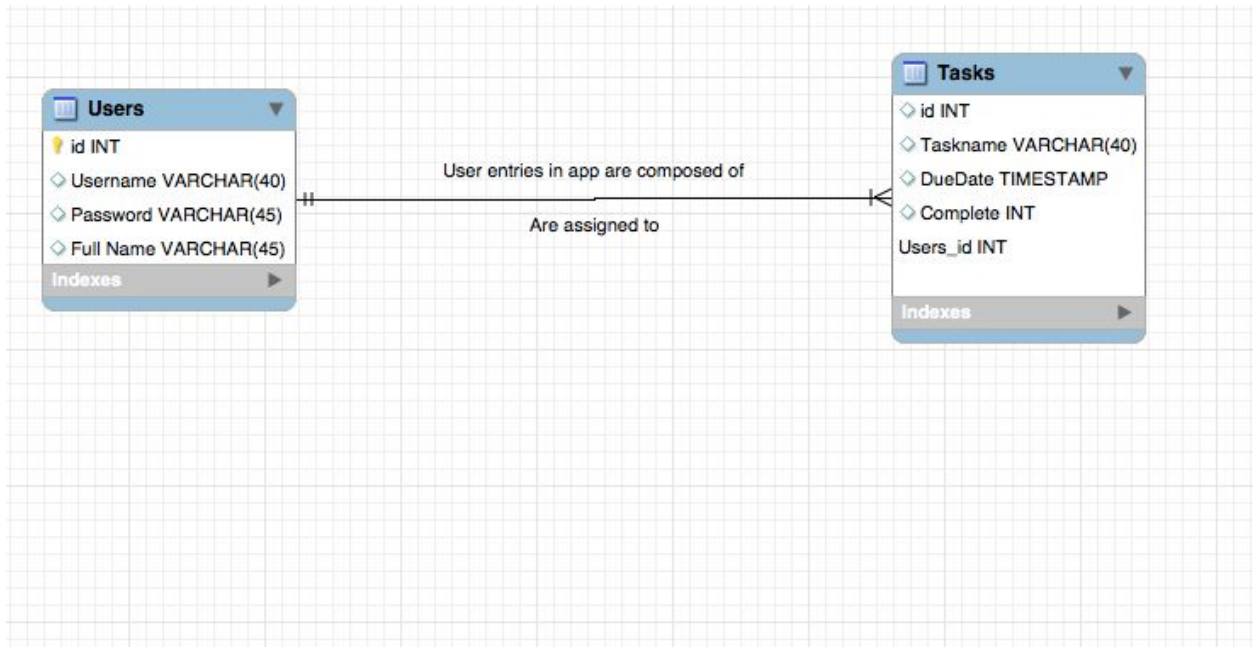 Users
id INT
Username VARCHAR(40)
Password VARCHAR(45)
Full Name VARCHAR(45)
Indexes
User entries in app are composed of
Are assigned to
Tasks
id INT
Taskname VARCHAR(40)
DueDate TIMESTAMP
Complete INT
Users_id INT
Indexes